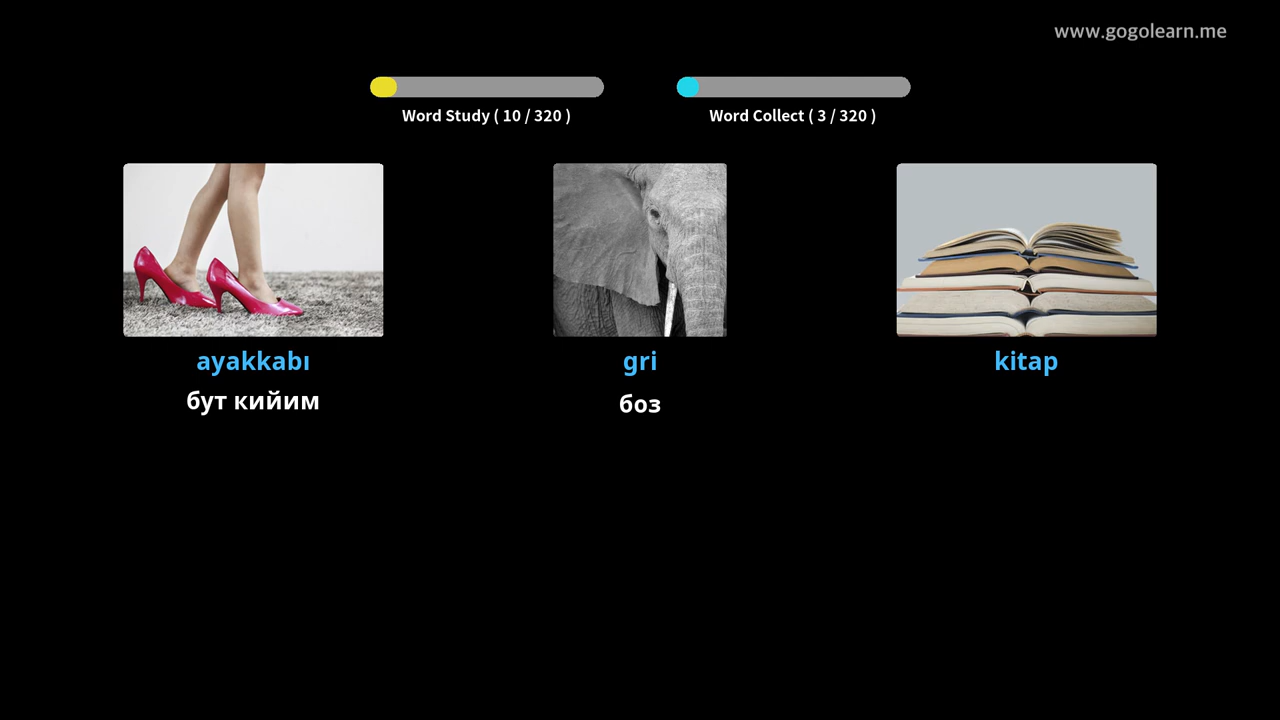 www.gogolearn.me
Word Study ( 10 / 320 )
Word Collect ( 3 / 320 )
ayakkabı
gri
kitap
бут кийим
боз